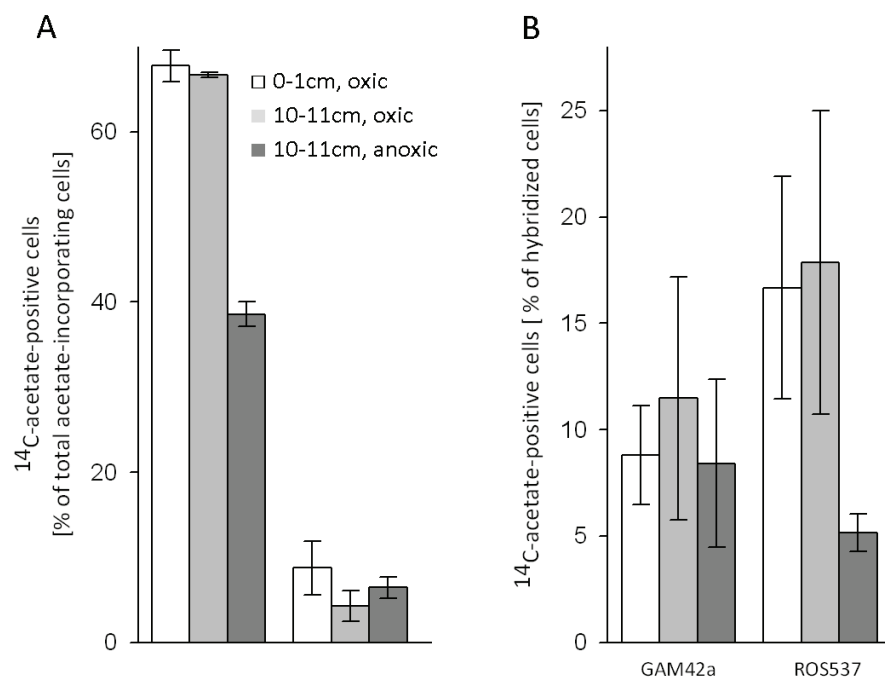 A
¹⁴C-acetate-positive cells
[% of total acetate-incorporating cells]
60
40
20
0
0-1cm, oxic
10-11cm, oxic
10-11cm, anoxic
B
¹⁴C-acetate-positive cells [ % of hybridized cells]
25
20
15
10
5
0
GAM42a
ROS537